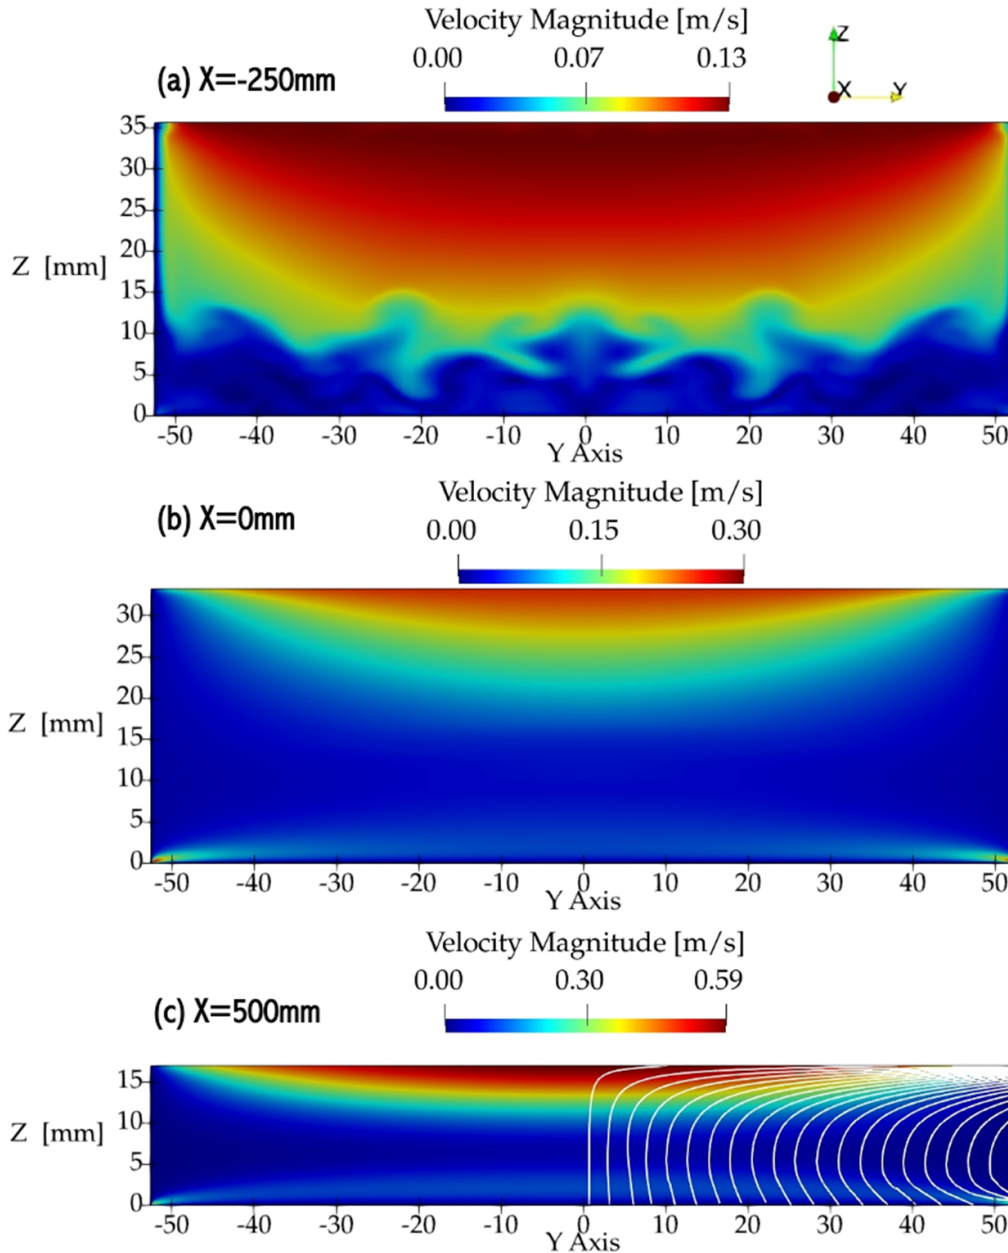 Velocity Magnitude [m/s]
0.00 0.07 0.13
(a) X=-250mm
Z
X Y
35
30
25
20
Z [mm]
15
10
5
0
-50 -40 -30 -20 -10 0 10 20 30 40 50
Y Axis
Velocity Magnitude [m/s]
(b) X=0mm
0.00 0.15 0.30
30
25
20
Z [mm]
15
10
5
0
-50 -40 -30 -20 -10 0 10 20 30 40 50
Y Axis
Velocity Magnitude [m/s]
0.00 0.30 0.59
(c) X=500mm
15
Z [mm]
10
5
0
-50 -40 -30 -20 -10 0 10 20 30 40 50
Y Axis